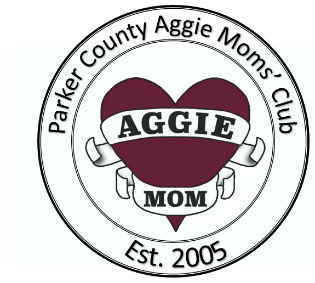 Parker County Aggie Moms' Club
AGGIE
MOM
Est. 2005